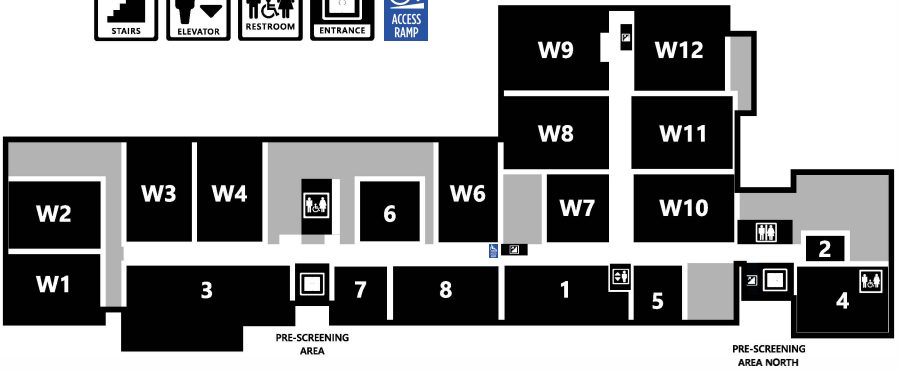 STAIRS
ELEVATOR
RESTROOM
ENTRANCE
ACCESS
RAMP
W9
W12
W8
W11
W3
W4
W6
W7
W10
W2
6
2
W1
3
7
8
1
5
4
PRE-SCREENING
AREA
PRE-SCREENING
AREA NORTH